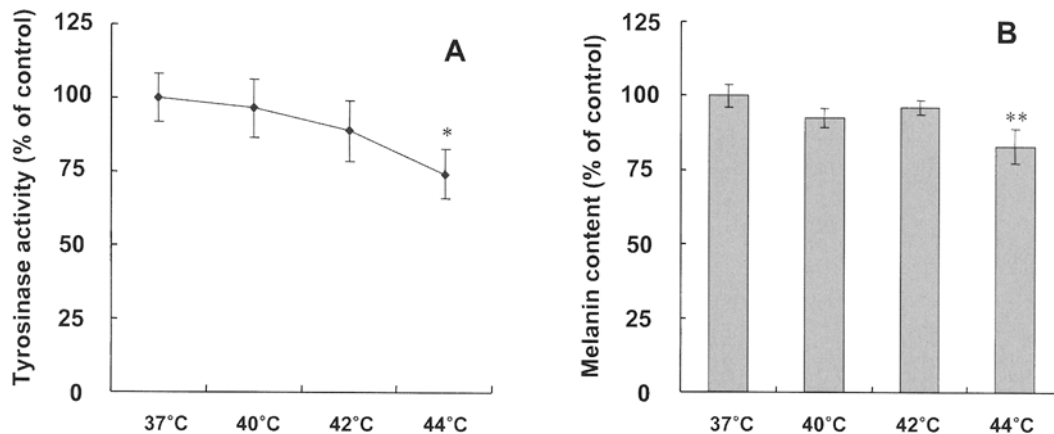 Tyrosinase activity (% of control)
125
100
75
50
25
0
A
*
37°C 40°C 42°C 44°C
Melanin content (% of control)
125
100
75
50
25
0
B
**
37°C 40°C 42°C 44°C